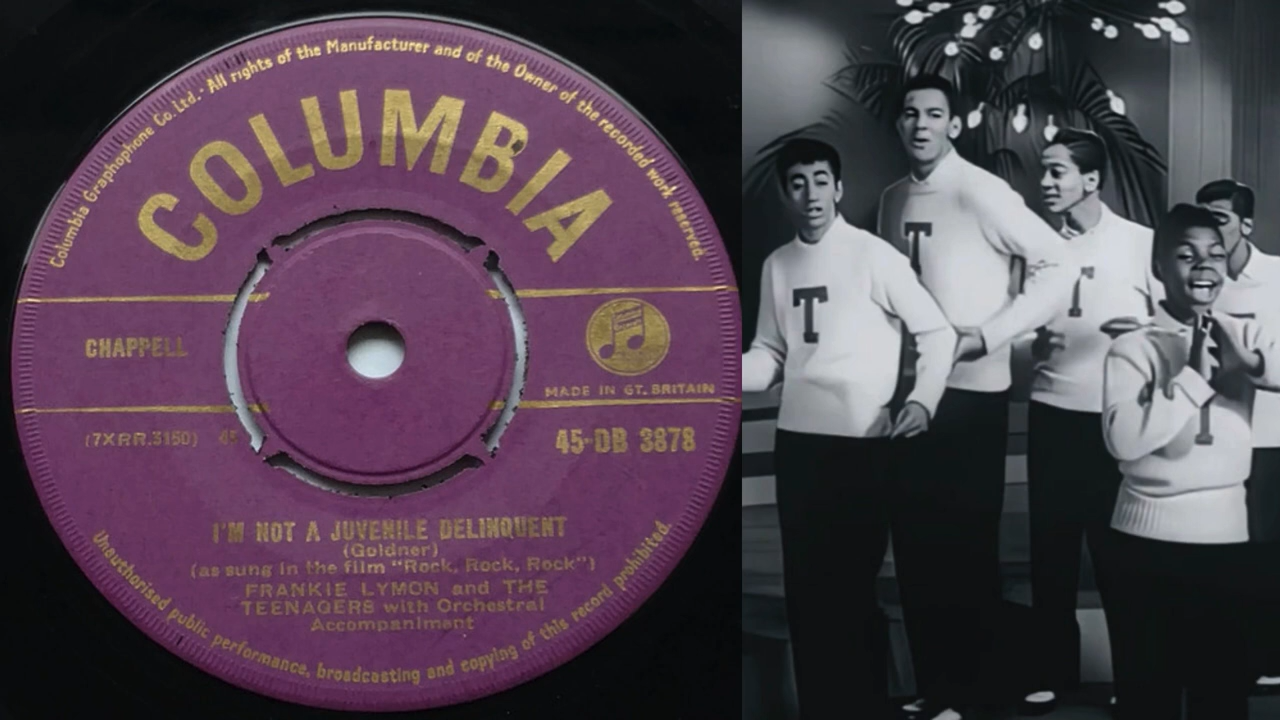 Columbia Graphophone Co. Ltd. · All rights of the Manufacturer and of the Owner of the recorded work reserved.
COLUMBIA
CHAPPELL
MADE IN GT. BRITAIN
(7XRR.3150) 45
45-DB 3878
I'M NOT A JUVENILE DELINQUENT
(Goldner)
(as sung in the film "Rock, Rock, Rock")
FRANKIE LYMON and THE
TEENAGERS with Orchestral
Accompaniment
Unauthorised public performance, broadcasting and copying of this record prohibited.
T
T
T
T